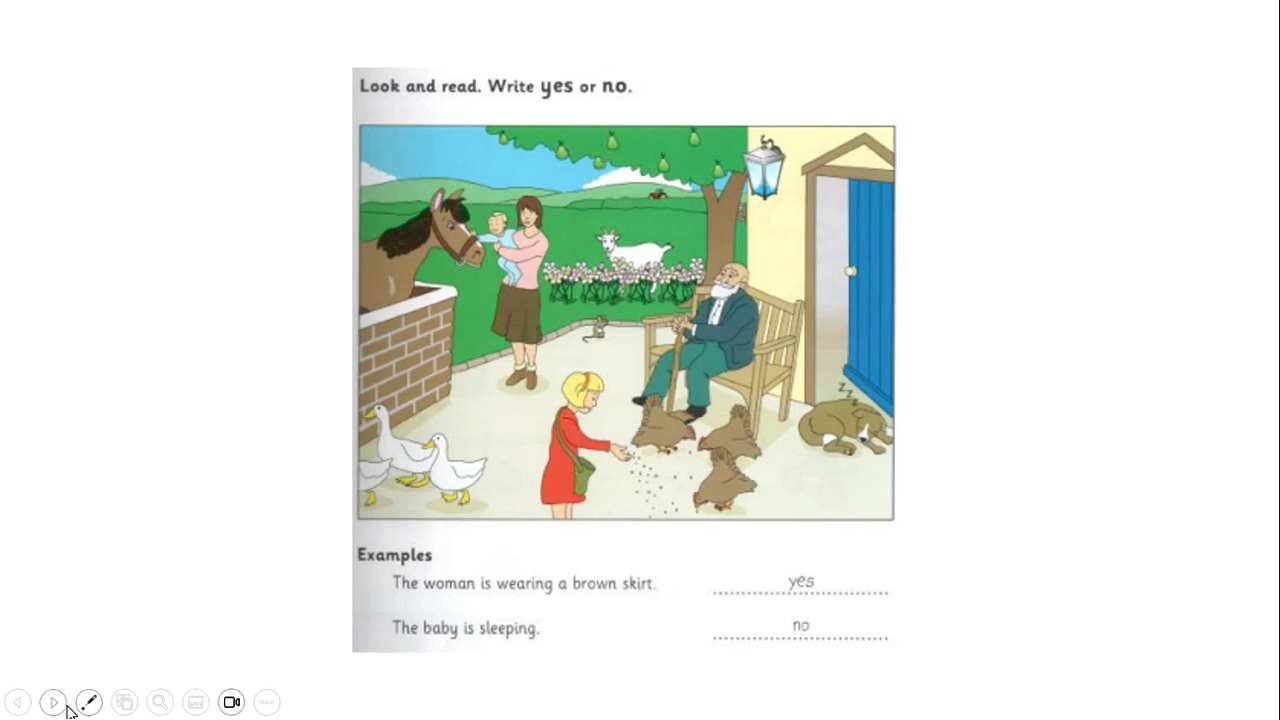 Look and read. Write yes or no.
z z z
Examples
The woman is wearing a brown skirt. yes
The baby is sleeping. no